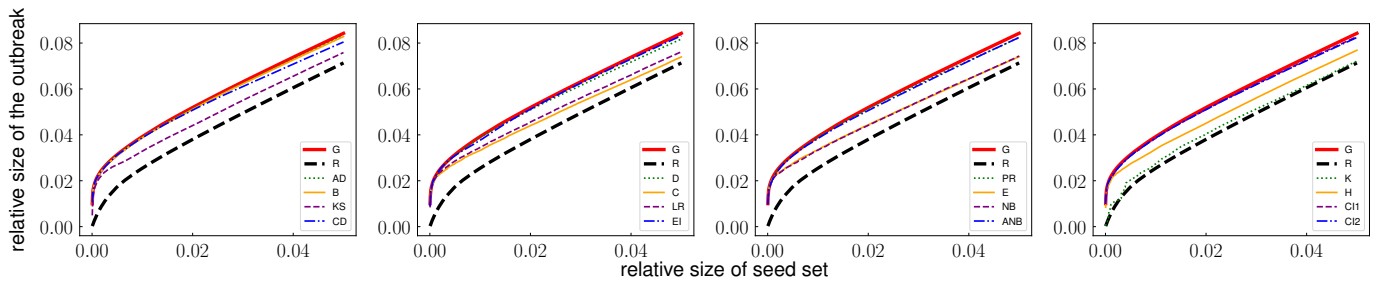 relative size of the outbreak
0.08
0.06
0.04
0.02
0.00
0.00 0.02 0.04
G
R
AD
B
KS
CD
0.08
0.06
0.04
0.02
0.00
0.00 0.02 0.04
G
R
D
C
LR
EI
0.08
0.06
0.04
0.02
0.00
0.00 0.02 0.04
G
R
PR
E
NB
ANB
0.08
0.06
0.04
0.02
0.00
0.00 0.02 0.04
G
R
K
H
CI1
CI2
relative size of seed set